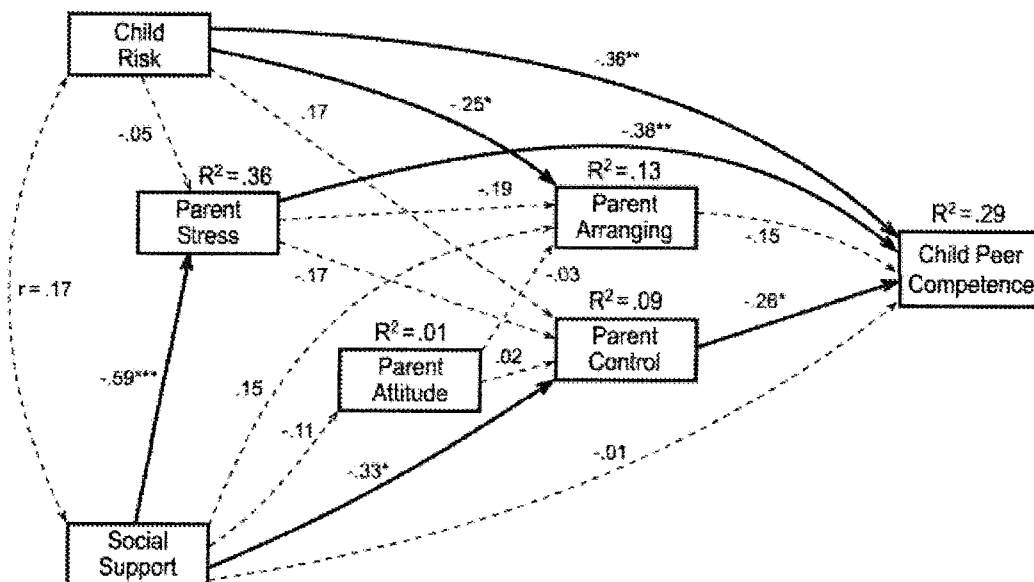 Child
Risk
-.36**
-.25*
.17
-.05
-.38**
R² = .36
Parent
Stress
-.19
R² = .13
Parent
Arranging
R² = .29
Child Peer
Competence
-.15
r = .17
-.17
-.03
R² = .09
Parent
Control
-.28*
R² = .01
Parent
Attitude
.02
-.59***
.15
-.11
-.33*
-.01
Social
Support